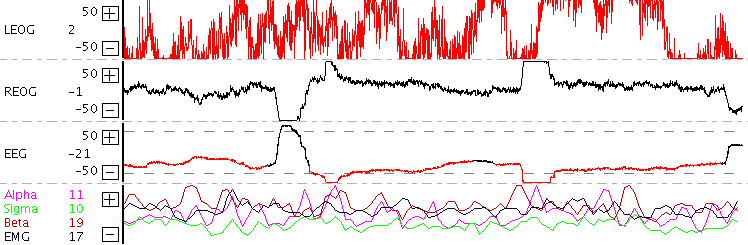 50 +
LEOG 2
-50 −
50 +
REOG -1
-50 −
50 +
EEG -21
-50 −
Alpha 11 +
Sigma 10
Beta 19
EMG 17 −